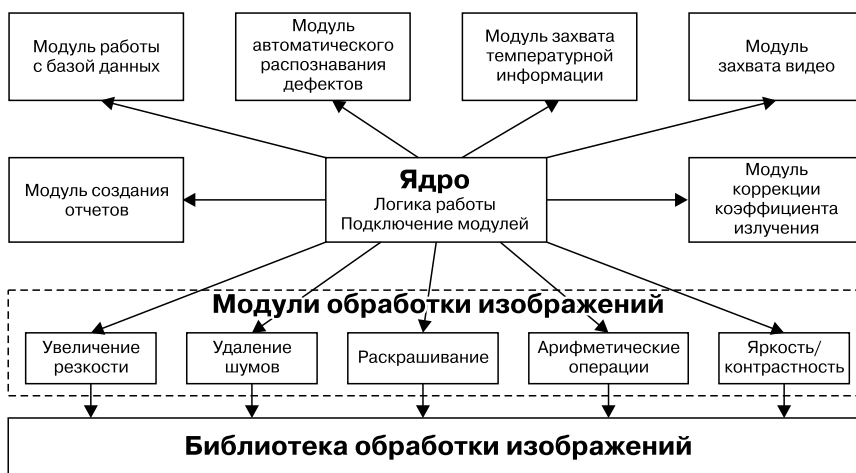 Модуль работы
с базой данных
Модуль
автоматического
распознавания
дефектов
Модуль захвата
температурной
информации
Модуль
захвата видео
Модуль создания
отчетов
Ядро
Логика работы
Подключение модулей
Модуль
коррекции
коэффициента
излучения
Модули обработки изображений
Увеличение
резкости
Удаление
шумов
Раскрашивание
Арифметические
операции
Яркость/
контрастность
Библиотека обработки изображений